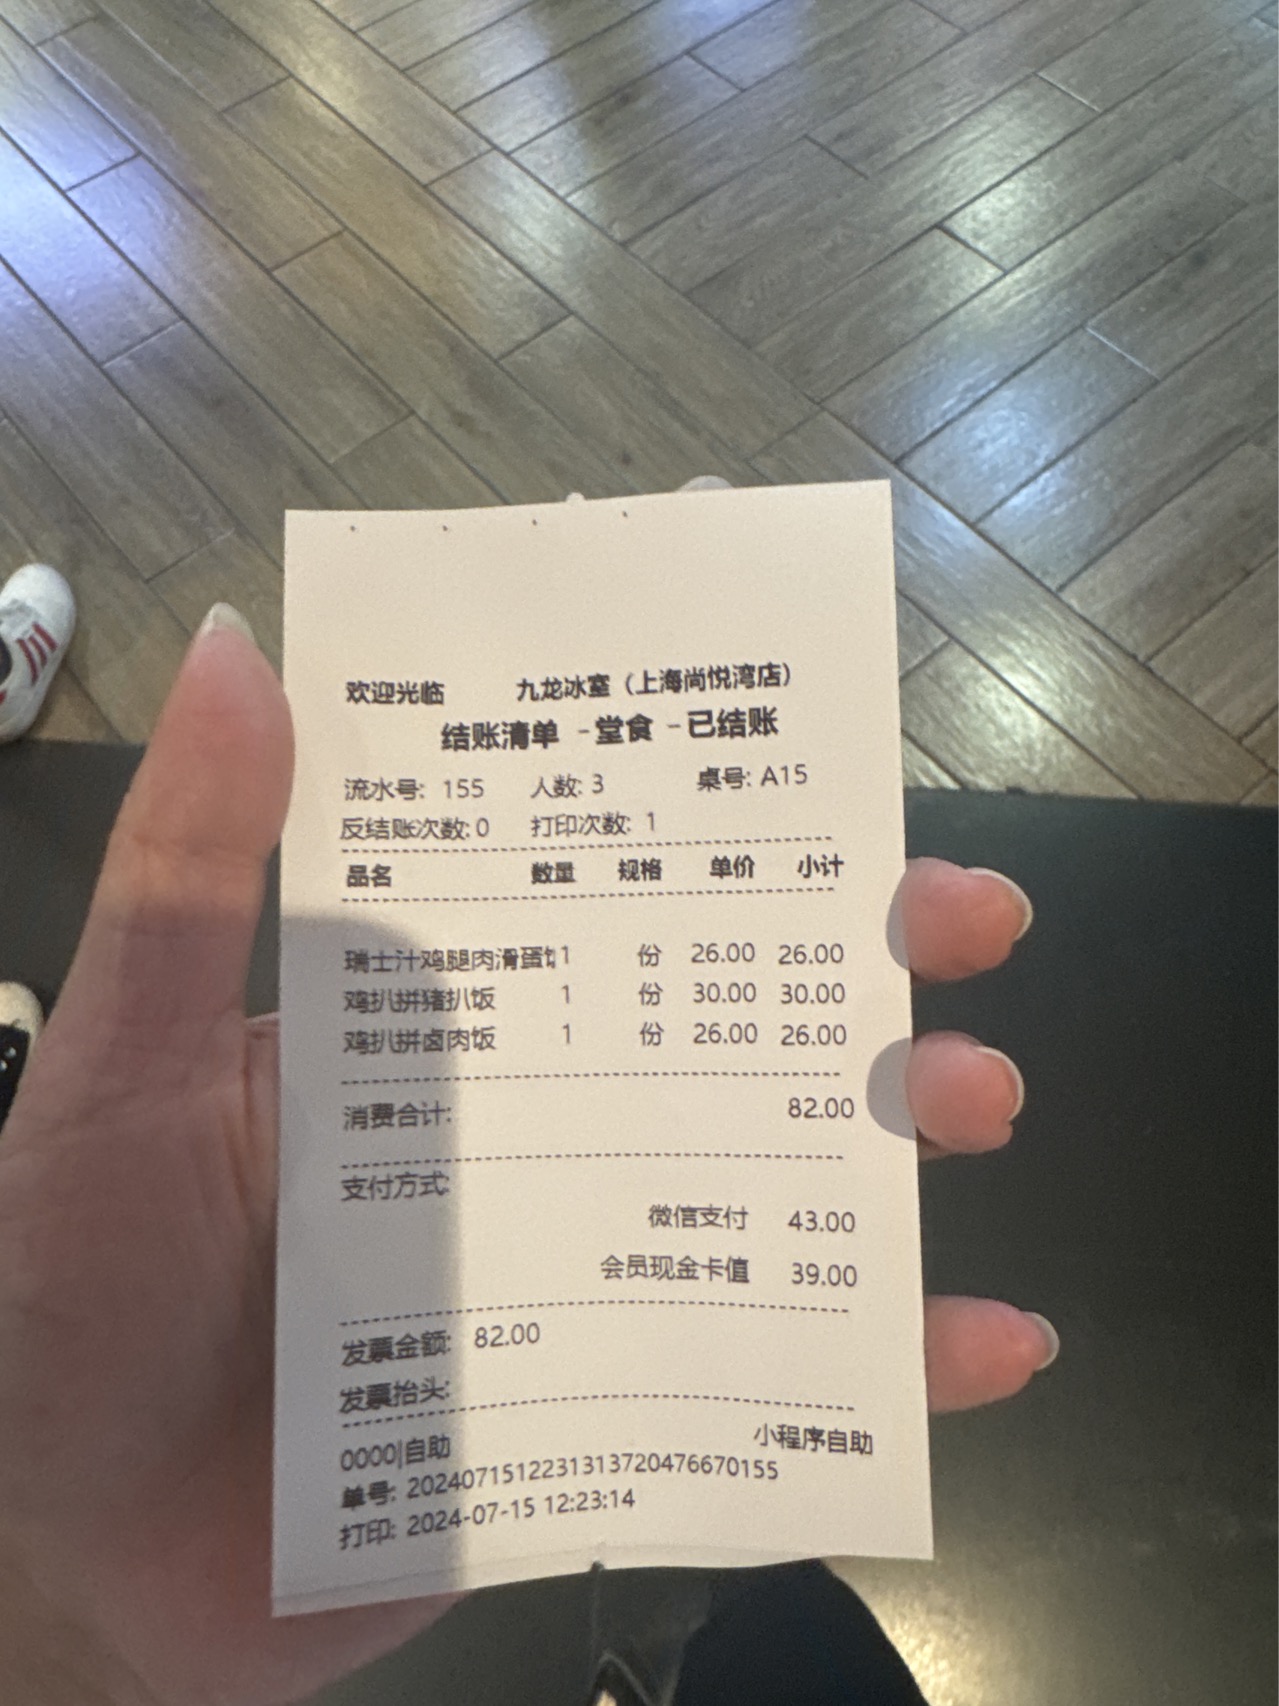 欢迎光临 九龙冰室（上海尚悦湾店）
结账清单 -堂食 -已结账
流水号: 155 人数: 3 桌号: A15
反结账次数: 0 打印次数: 1
品名 数量 规格 单价 小计
瑞士汁鸡腿肉滑蛋 1 份 26.00 26.00
鸡扒拼猪扒饭 1 份 30.00 30.00
鸡扒拼卤肉饭 1 份 26.00 26.00
消费合计: 82.00
支付方式:
微信支付 43.00
会员现金卡值 39.00
发票金额: 82.00
发票抬头:
0000|自助 小程序自助
单号: 2024071512231313720476670155
打印: 2024-07-15 12:23:14